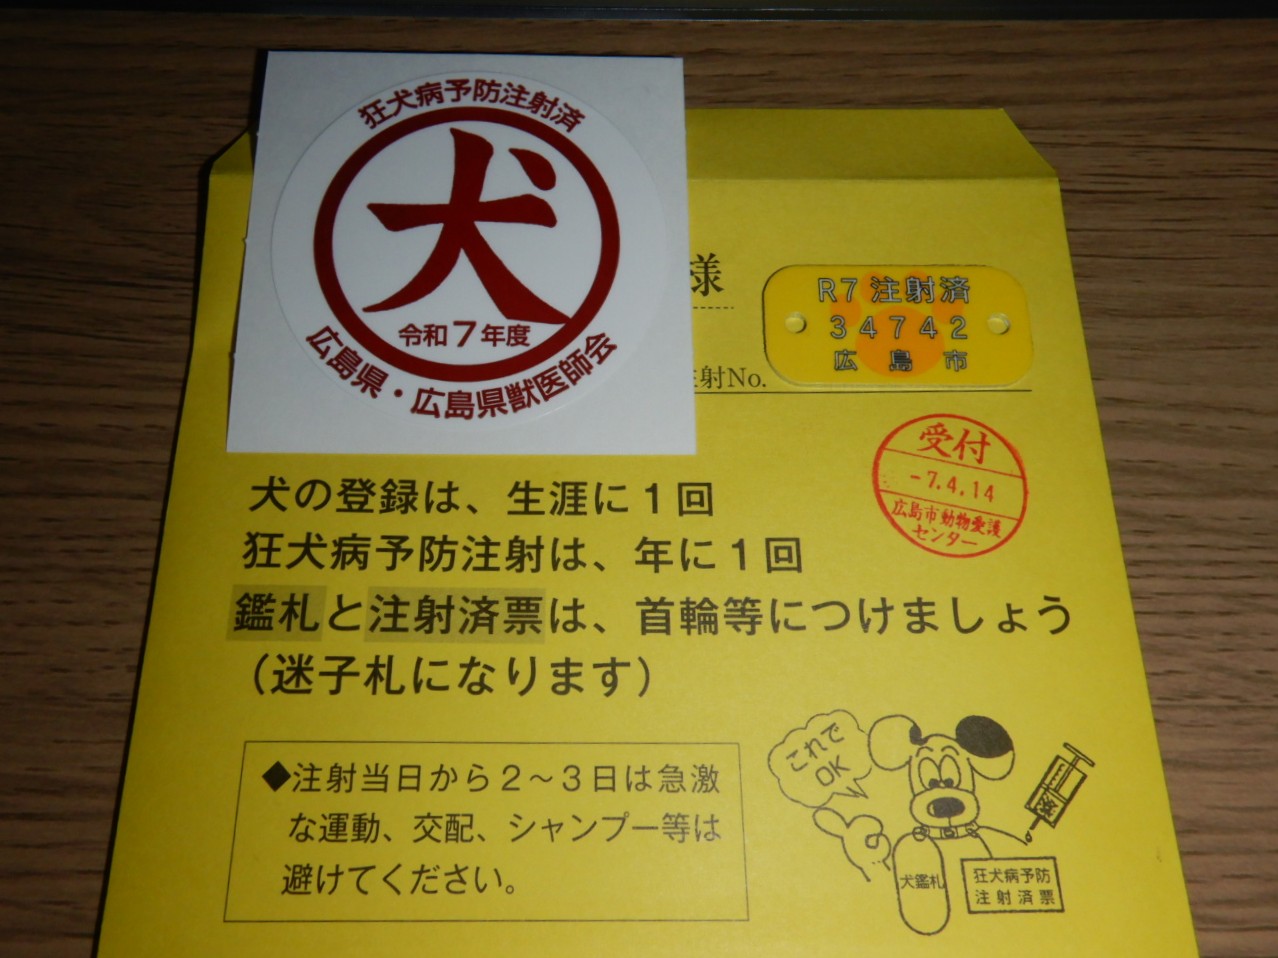 狂犬病予防注射済
犬
令和7年度
広島県・広島県獣医師会
様
R7注射済
34742
広島市
射No.
受付
-7.4.14
広島市動物愛護
センター
犬の登録は、生涯に1回
狂犬病予防注射は、年に1回
鑑札と注射済票は、首輪等につけましょう
（迷子札になります）
◆注射当日から2～3日は急激
な運動、交配、シャンプー等は
避けてください。
これで
OK
犬鑑札
狂犬病予防
注射済票